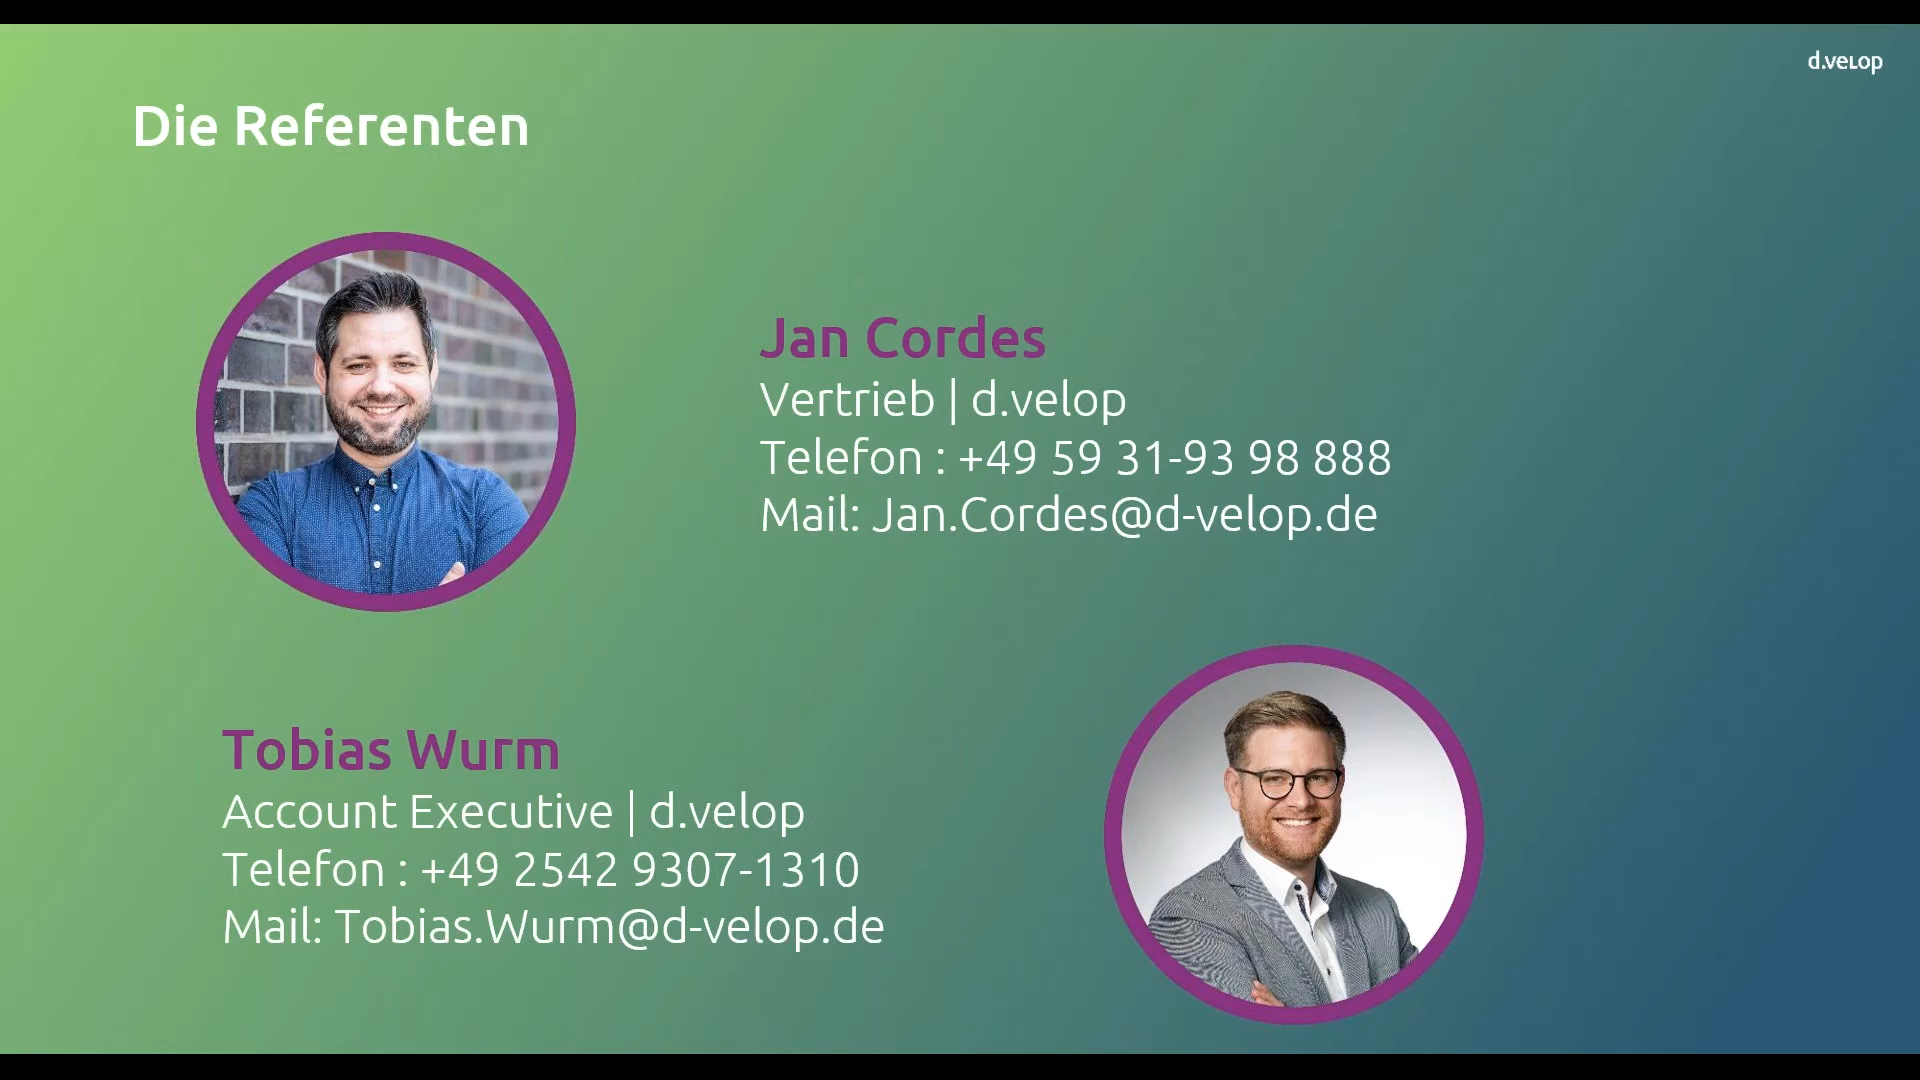 d.velop
Die Referenten
Jan Cordes
Vertrieb | d.velop
Telefon : +49 59 31-93 98 888
Mail: Jan.Cordes@d-velop.de
Tobias Wurm
Account Executive | d.velop
Telefon : +49 2542 9307-1310
Mail: Tobias.Wurm@d-velop.de